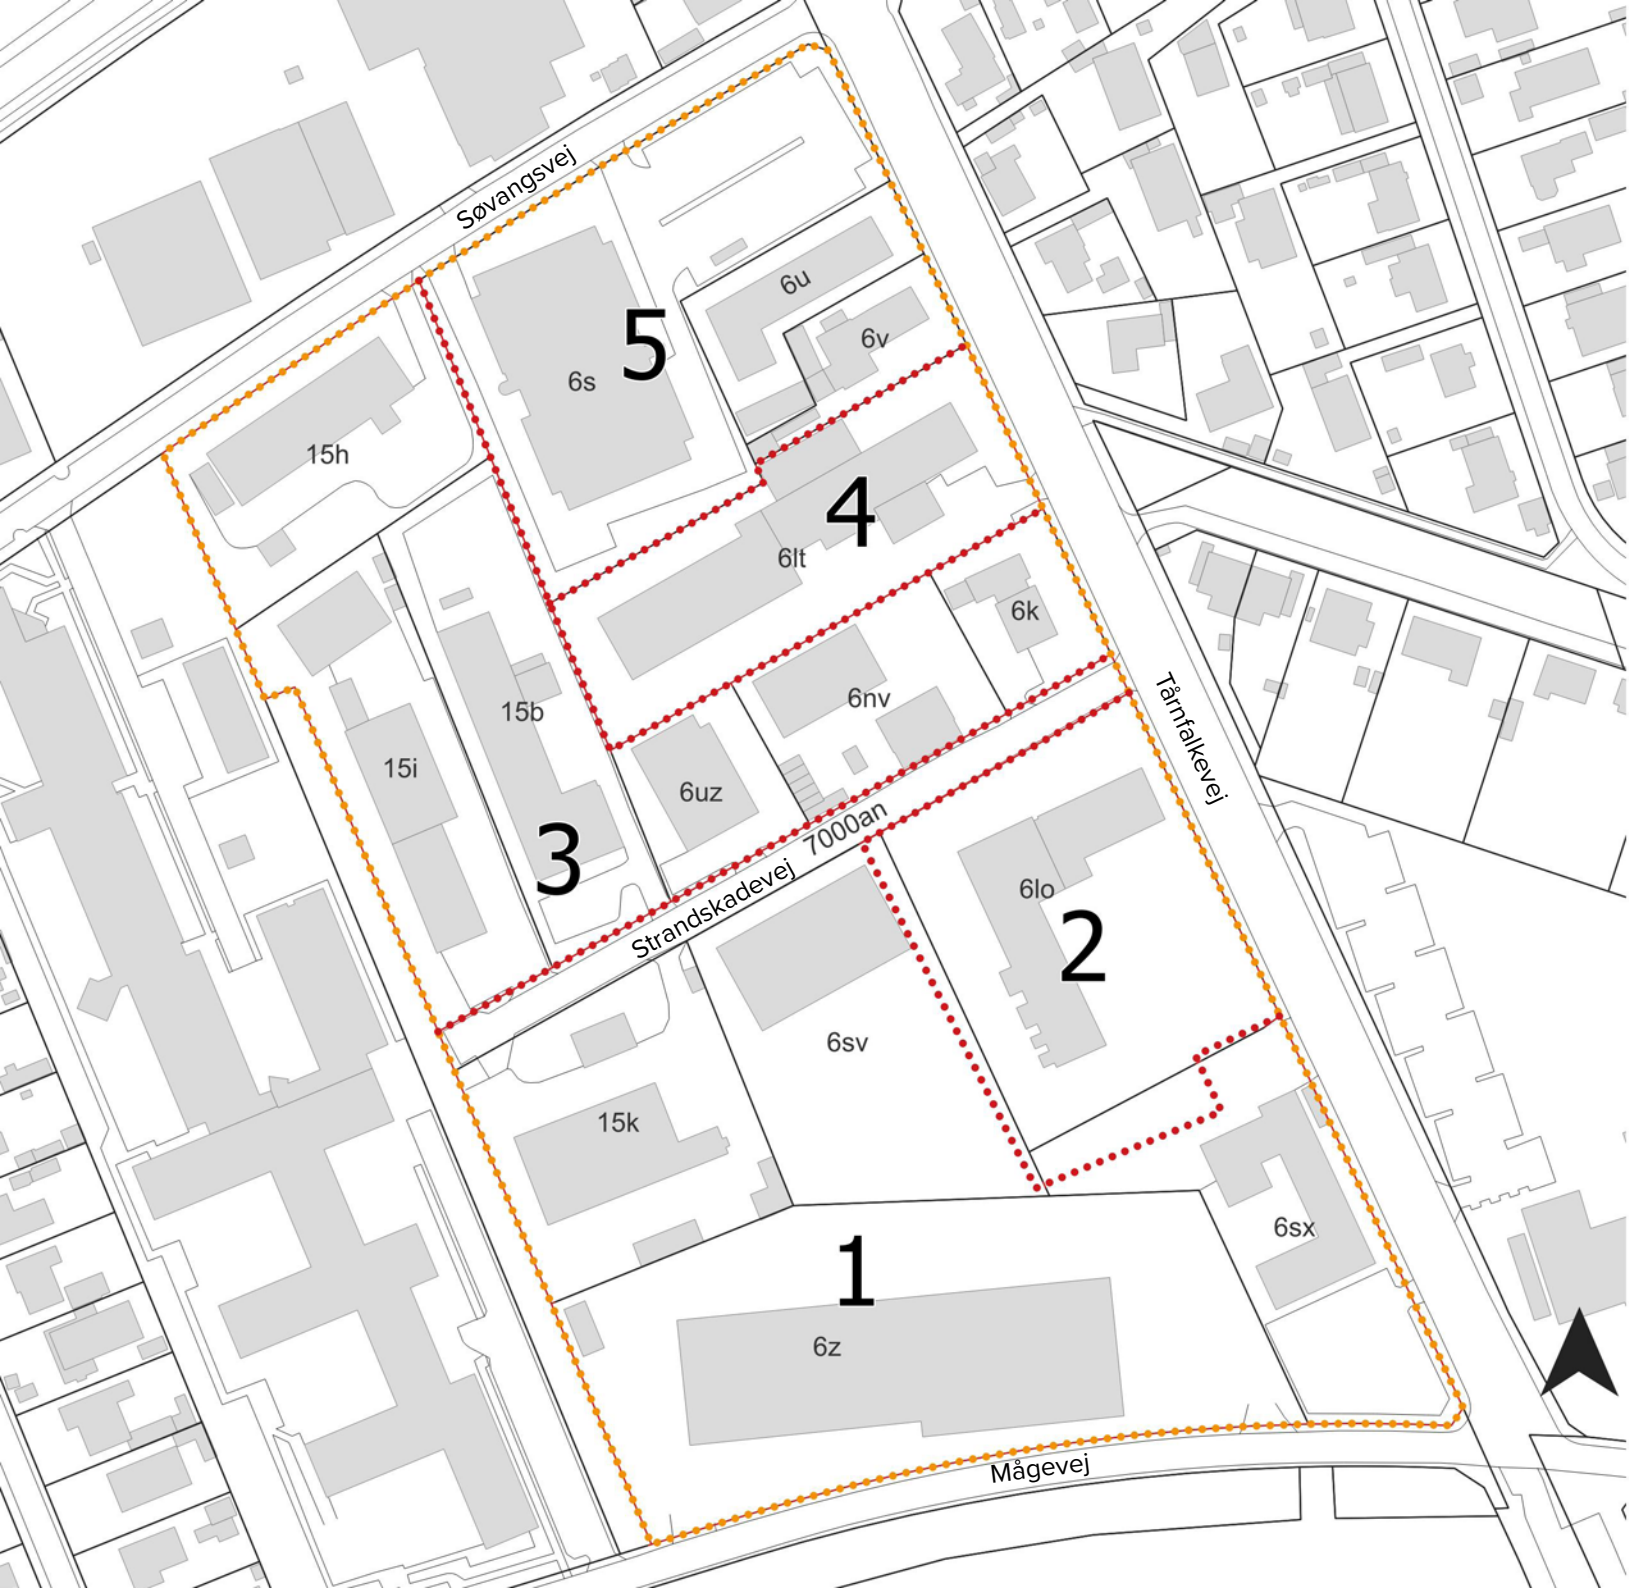 Søvangsvej
6u
6v
5
6s
15h
4
6lt
6k
6nv
15b
Tårnfalkevej
15i
6uz
7000an
3
Strandskadevej
6lo
2
6sv
15k
6sx
1
6z
Mågevej